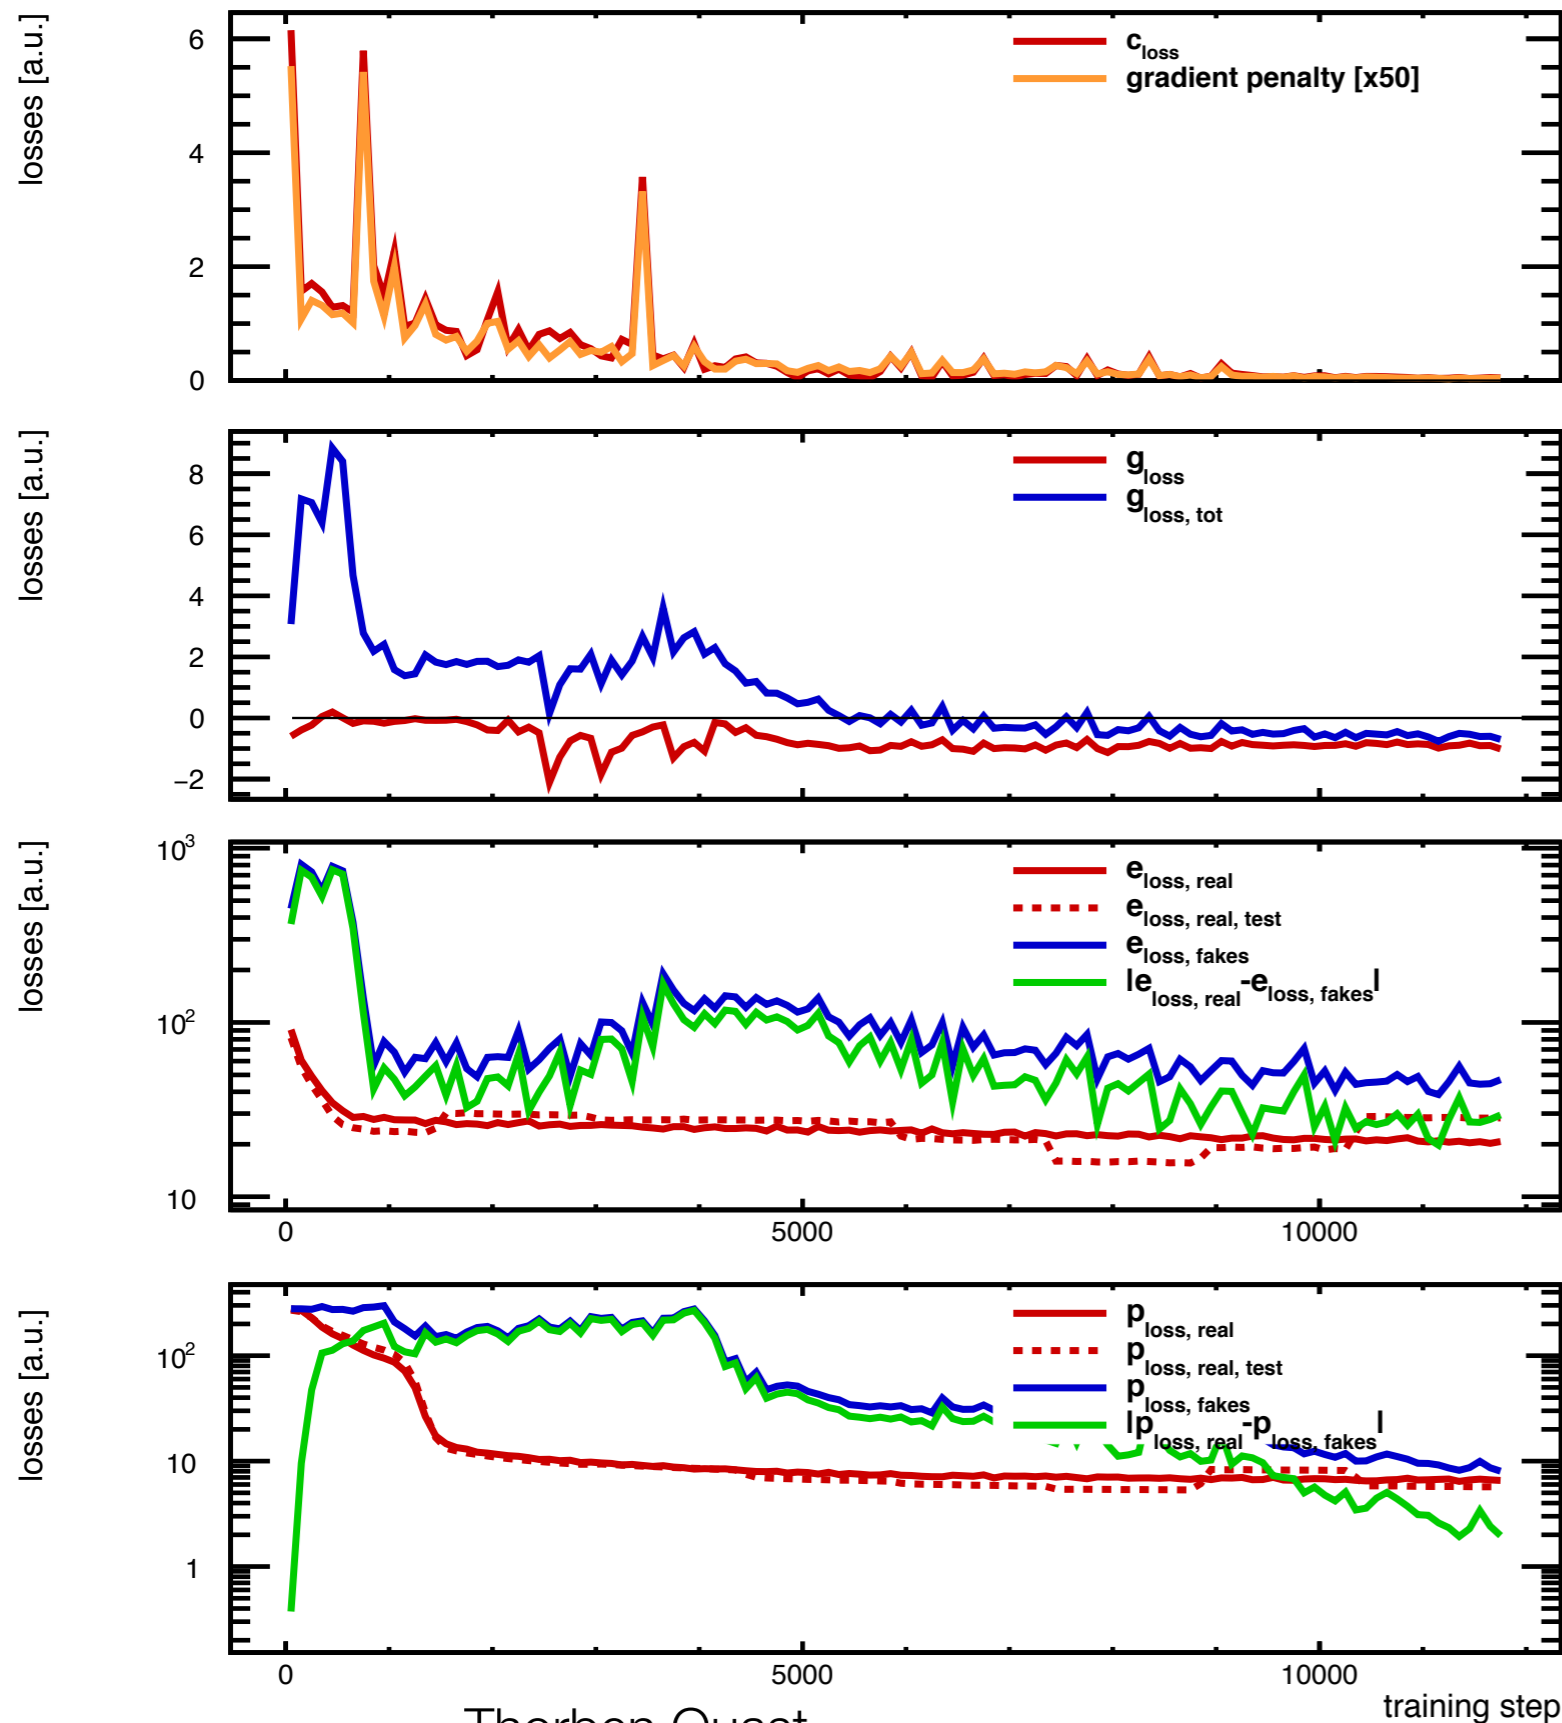 losses [a.u.]
6
4
2
0
c_loss
gradient penalty [x50]
losses [a.u.]
8
6
4
2
0
−2
g_loss
g_loss, tot
losses [a.u.]
10^3
10^2
10
e_loss, real
e_loss, real, test
e_loss, fakes
|e_loss, real-e_loss, fakes|
0 5000 10000
losses [a.u.]
10^2
10
1
p_loss, real
p_loss, real, test
p_loss, fakes
|p_loss, real-p_loss, fakes|
0 5000 10000
training step
Thorben Quast